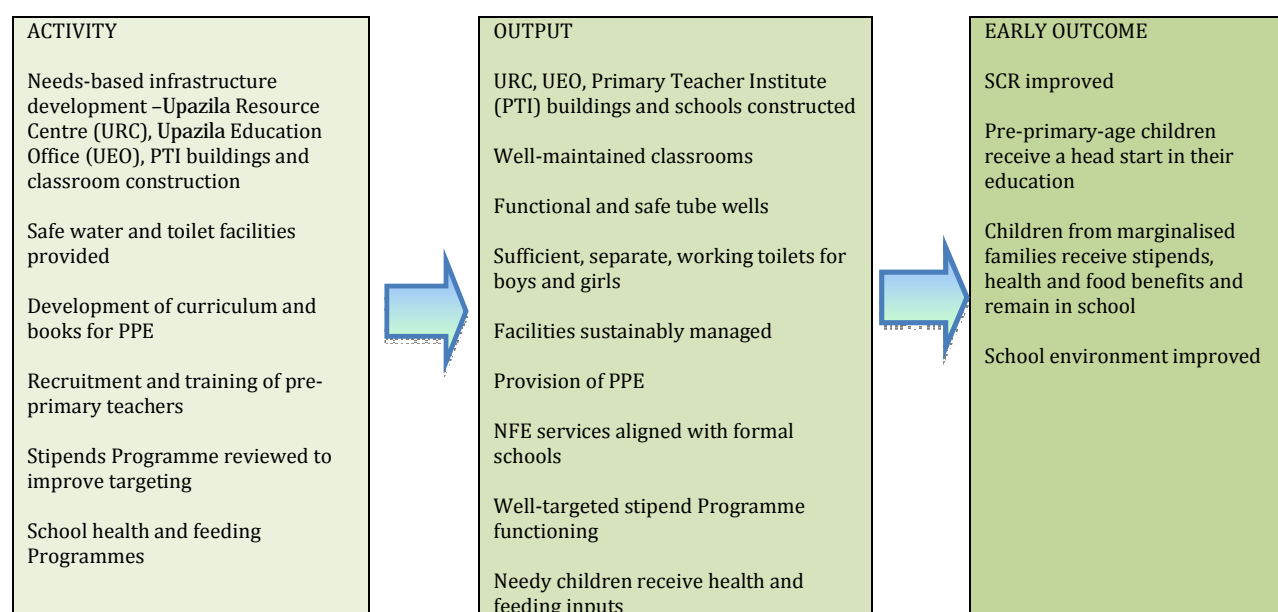 ACTIVITY
Needs-based infrastructure
development –Upazila Resource
Centre (URC), Upazila Education
Office (UEO), PTI buildings and
classroom construction
Safe water and toilet facilities
provided
Development of curriculum and
books for PPE
Recruitment and training of pre-
primary teachers
Stipends Programme reviewed to
improve targeting
School health and feeding
Programmes
OUTPUT
URC, UEO, Primary Teacher Institute
(PTI) buildings and schools constructed
Well-maintained classrooms
Functional and safe tube wells
Sufficient, separate, working toilets for
boys and girls
Facilities sustainably managed
Provision of PPE
NFE services aligned with formal
schools
Well-targeted stipend Programme
functioning
Needy children receive health and
feeding inputs
EARLY OUTCOME
SCR improved
Pre-primary-age children
receive a head start in their
education
Children from marginalised
families receive stipends,
health and food benefits and
remain in school
School environment improved